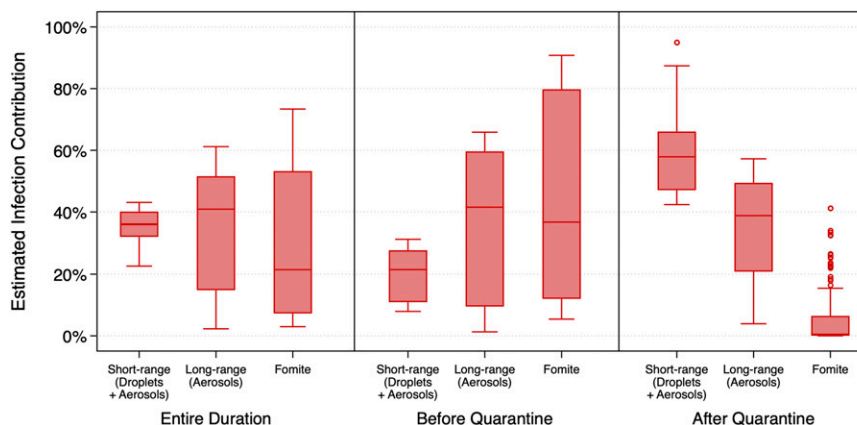 Estimated Infection Contribution
100%
80%
60%
40%
20%
0%
Short-range
(Droplets
+ Aerosols)
Long-range
(Aerosols)
Fomite
Short-range
(Droplets
+ Aerosols)
Long-range
(Aerosols)
Fomite
Short-range
(Droplets
+ Aerosols)
Long-range
(Aerosols)
Fomite
Entire Duration
Before Quarantine
After Quarantine